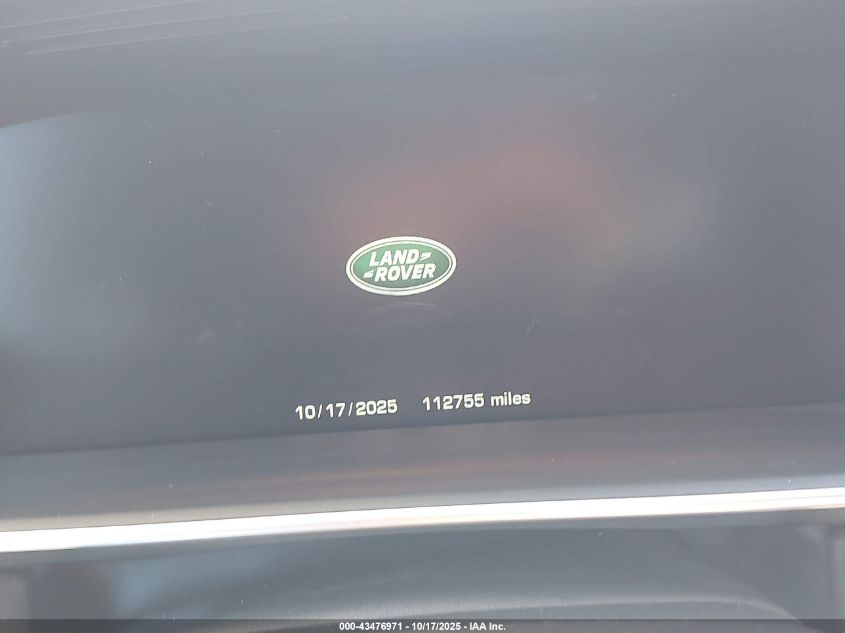 LAND
ROVER
10/17/2025 112755 miles
000-43476971 - 10/17/2025 - IAA Inc.